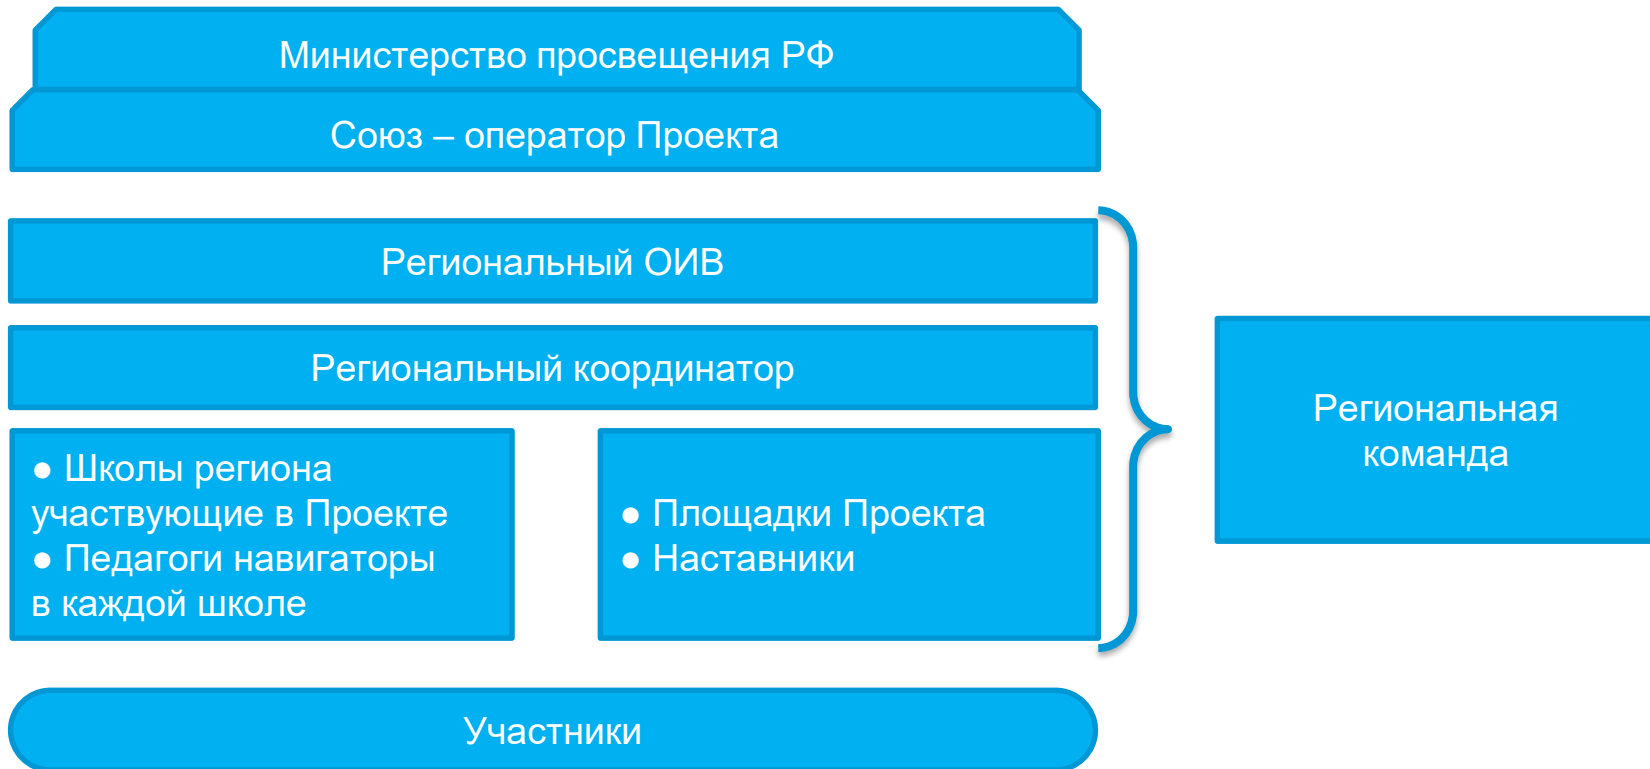 Министерство просвещения РФ
Союз – оператор Проекта
Региональный ОИВ
Региональный координатор
● Школы региона
участвующие в Проекте
● Педагоги навигаторы
в каждой школе
● Площадки Проекта
● Наставники
Региональная
команда
Участники